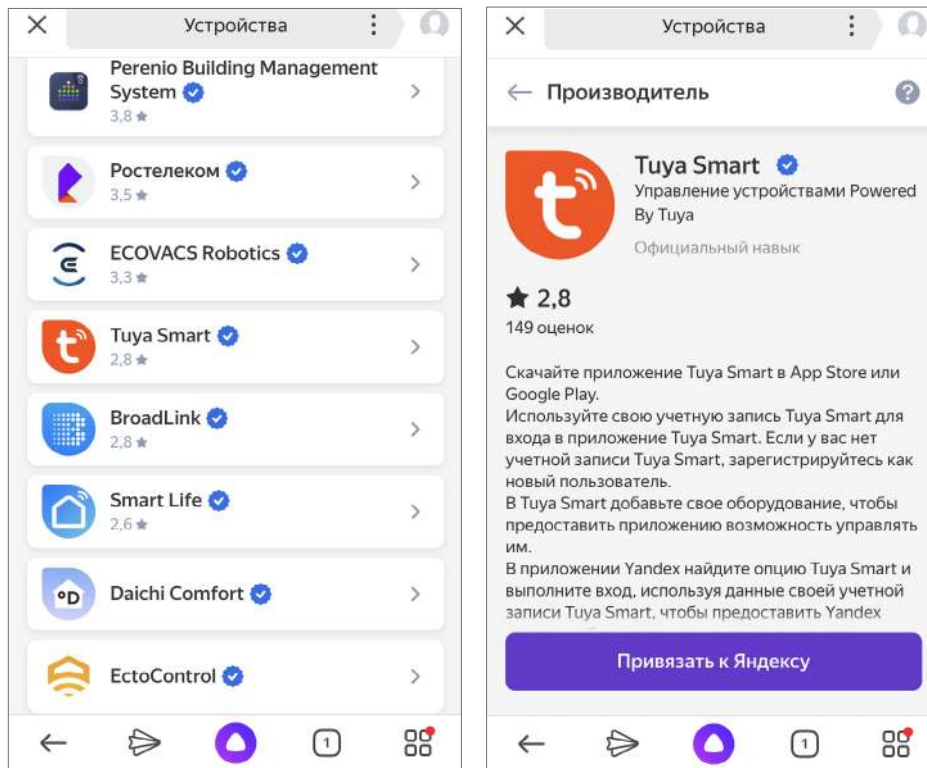 Устройства
Perenio Building Management
System
3,8
Ростелеком
3,5
ECOVACS Robotics
3,3
Tuya Smart
2,8
BroadLink
2,8
Smart Life
2,6
Daichi Comfort
EctoControl
1
Устройства
Производитель
?
Tuya Smart
Управление устройствами Powered
By Tuya
Официальный навык
2,8
149 оценок
Скачайте приложение Tuya Smart в App Store или
Google Play.
Используйте свою учетную запись Tuya Smart для
входа в приложение Tuya Smart. Если у вас нет
учетной записи Tuya Smart, зарегистрируйтесь как
новый пользователь.
В Tuya Smart добавьте свое оборудование, чтобы
предоставить приложению возможность управлять
им.
В приложении Yandex найдите опцию Tuya Smart и
выполните вход, используя данные своей учетной
записи Tuya Smart, чтобы предоставить Yandex
Привязать к Яндексу
1